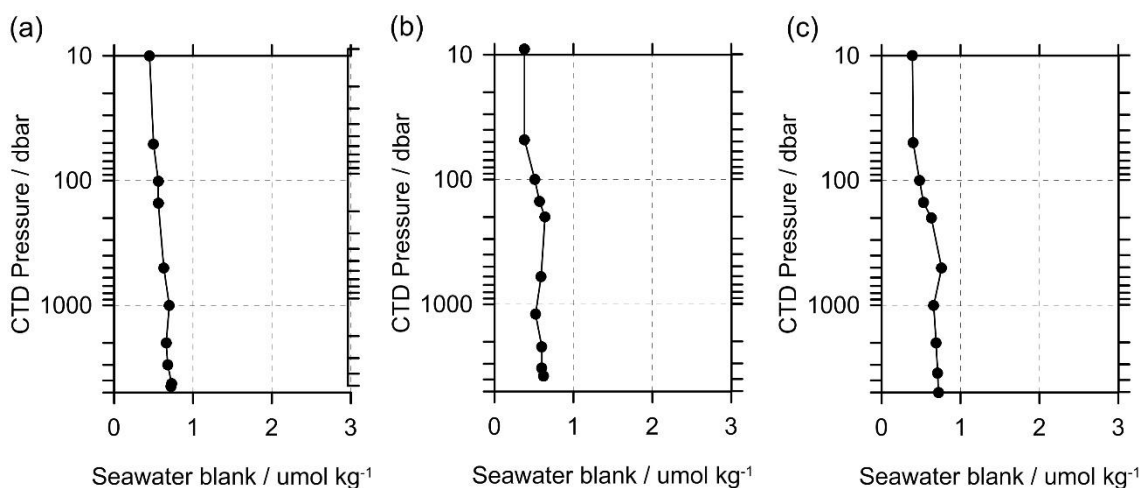 (a)
10
100
1000
CTD Pressure / dbar
0 1 2 3
Seawater blank / umol kg⁻¹
(b)
10
100
1000
CTD Pressure / dbar
0 1 2 3
Seawater blank / umol kg⁻¹
(c)
10
100
1000
CTD Pressure / dbar
0 1 2 3
Seawater blank / umol kg⁻¹